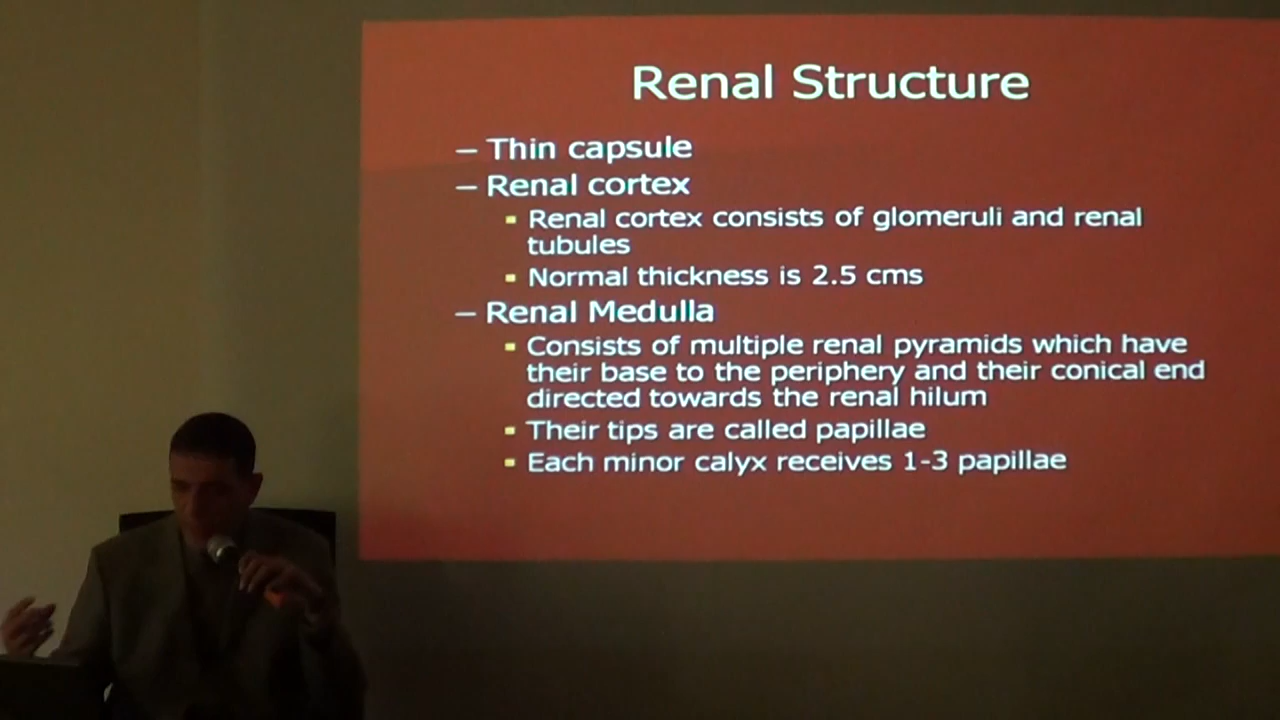 Renal Structure
– Thin capsule
– Renal cortex
▪ Renal cortex consists of glomeruli and renal
tubules
▪ Normal thickness is 2.5 cms
– Renal Medulla
▪ Consists of multiple renal pyramids which have
their base to the periphery and their conical end
directed towards the renal hilum
▪ Their tips are called papillae
▪ Each minor calyx receives 1-3 papillae